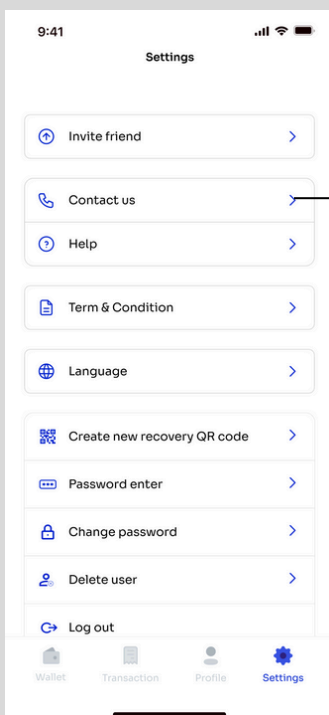 9:41
Settings
Invite friend
Contact us
Help
Term & Condition
Language
Create new recovery QR code
Password enter
Change password
Delete user
Log out
Wallet Transaction Profile Settings